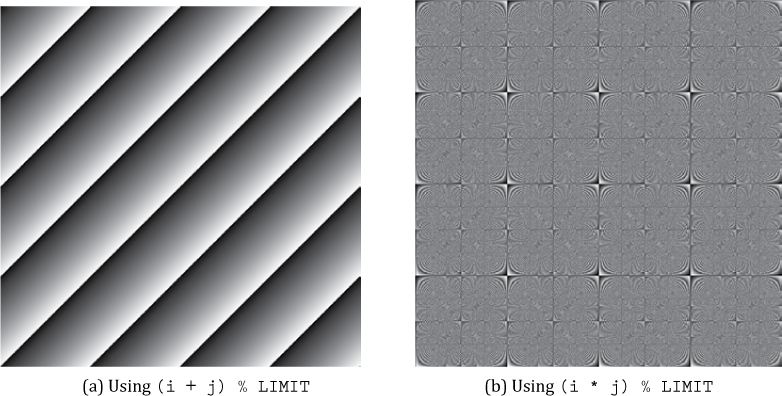 (a) Using (i + j) % LIMIT
(b) Using (i * j) % LIMIT